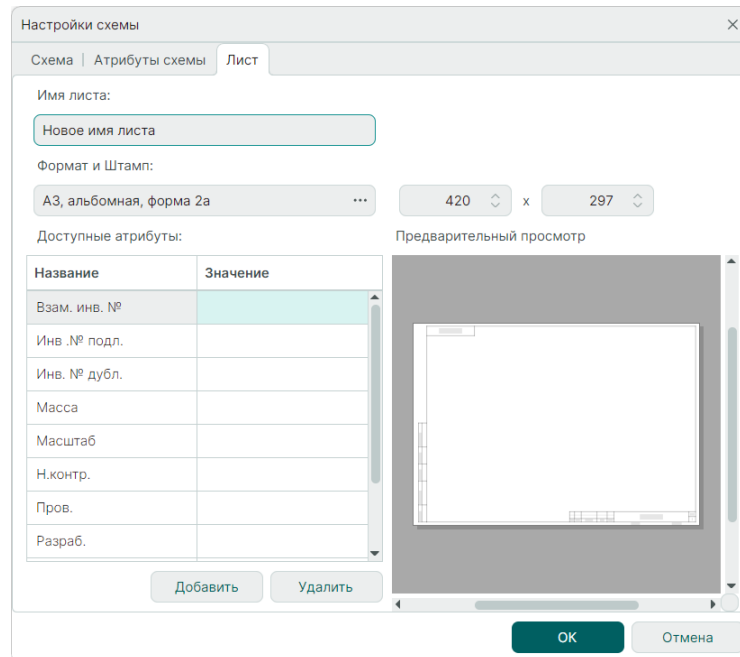 Настройки схемы
Схема | Атрибуты схемы Лист
Имя листа:
Новое имя листа
Формат и Штамп:
А3, альбомная, форма 2а ... 420 x 297
Доступные атрибуты: Предварительный просмотр
Название Значение
Взам. инв. №
Инв .№ подл.
Инв. № дубл.
Масса
Масштаб
Н.контр.
Пров.
Разраб.
Добавить Удалить
ОК Отмена